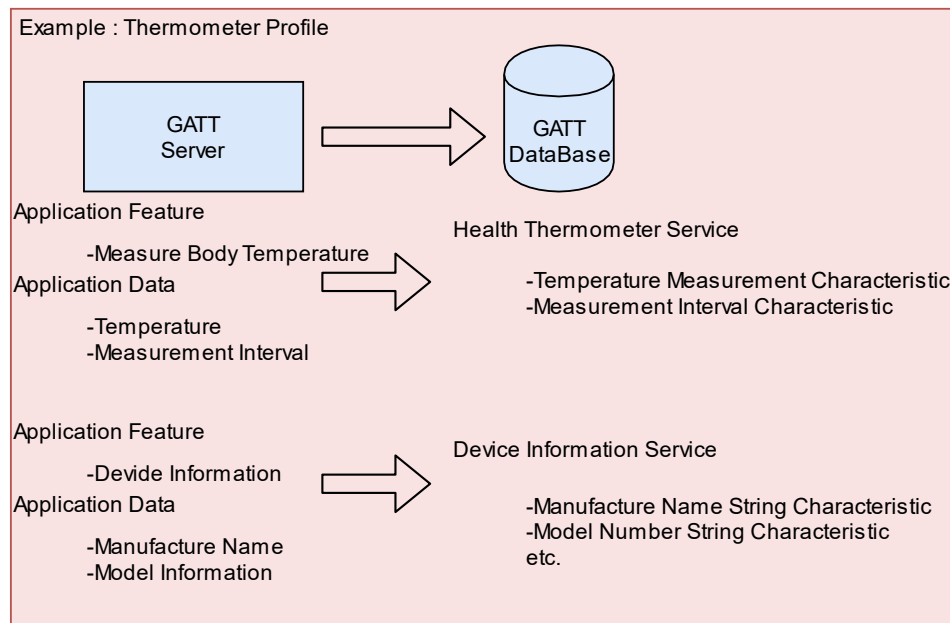 Example : Thermometer Profile
GATT
Server
GATT
DataBase
Application Feature
-Measure Body Temperature
Application Data
-Temperature
-Measurement Interval
Health Thermometer Service
-Temperature Measurement Characteristic
-Measurement Interval Characteristic
Application Feature
-Devide Information
Application Data
-Manufacture Name
-Model Information
Device Information Service
-Manufacture Name String Characteristic
-Model Number String Characteristic
etc.